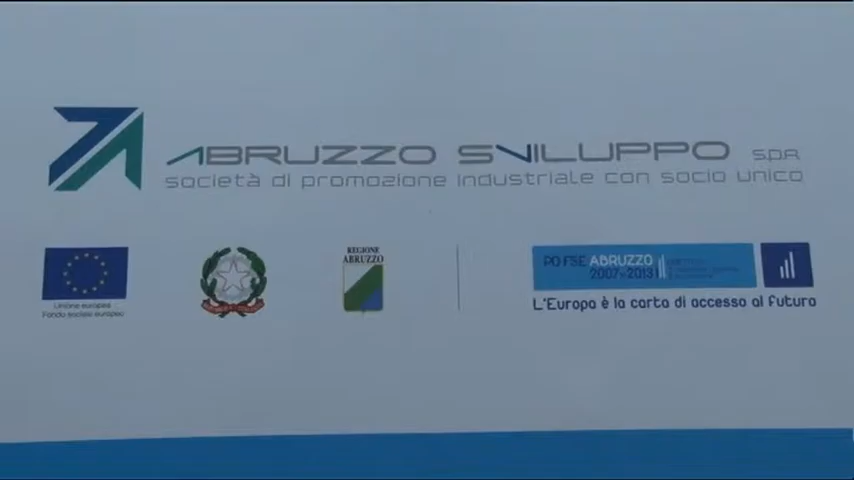 ABRUZZO SVILUPPO S.P.A.
società di promozione industriale con socio unico
Unione europea
Fondo sociale europeo
REGIONE
ABRUZZO
PO FSE ABRUZZO
2007-2013
L'Europa è la carta di accesso al futuro